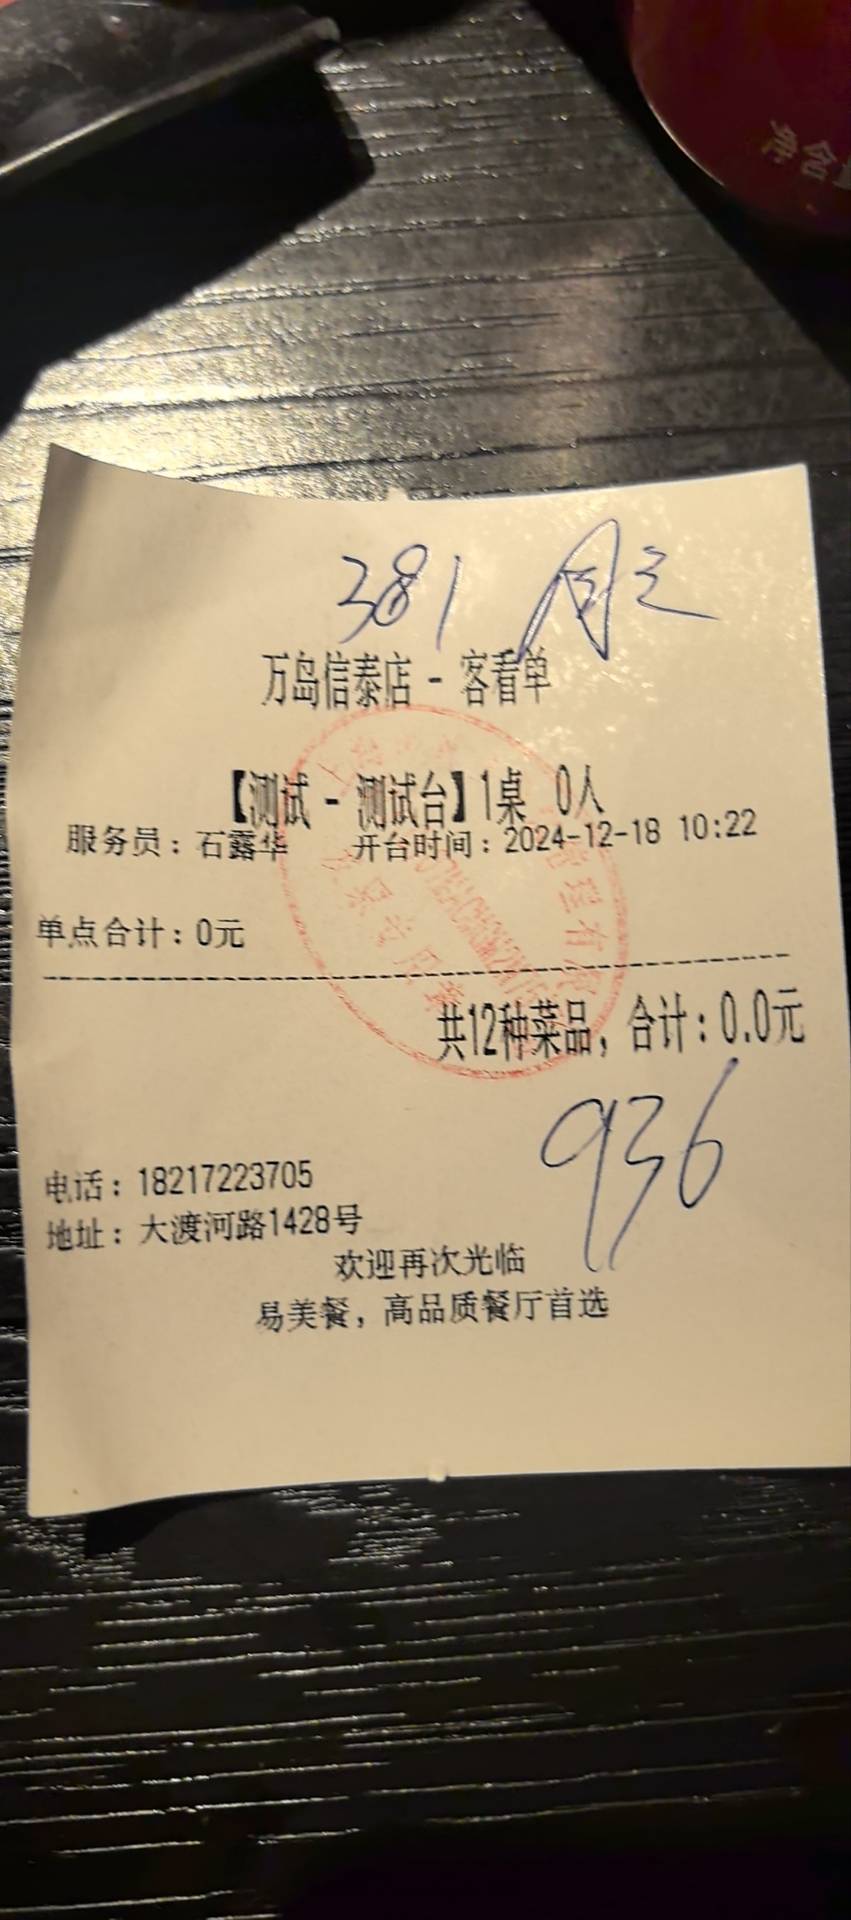 净含量
381
万岛信泰店 - 客看单
【测试 - 测试台】1桌 0人
服务员：石露华 开台时间：2024-12-18 10:22
单点合计：0元
共12种菜品，合计：0.0元
936
电话：18217223705
地址：大渡河路1428号
欢迎再次光临
易美餐，高品质餐厅首选